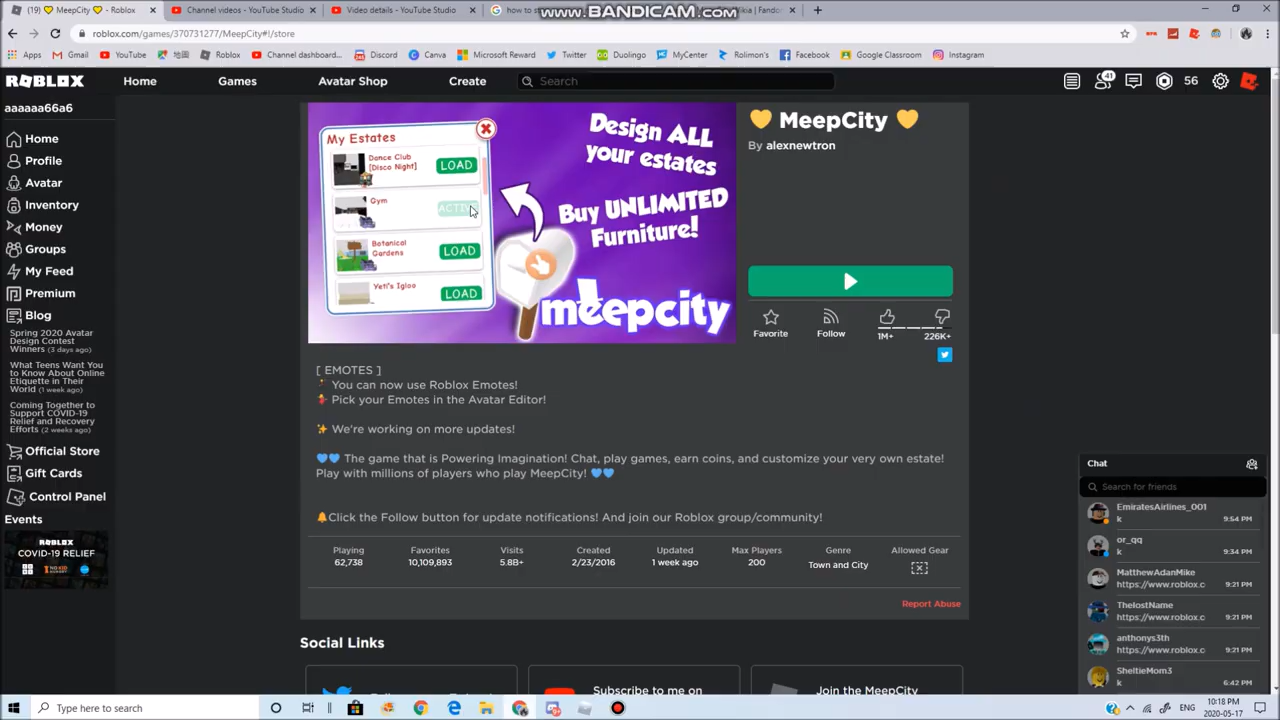 (19) 💛 MeepCity 💛 - Roblox
Channel videos - YouTube Studio
Video details - YouTube Studio
how to s
Wikia | Fandom
www.BANDICAM.com
roblox.com/games/370731277/MeepCity#!/store
Apps
Gmail
YouTube
Maps
Roblox
Channel dashboard...
Discord
Canva
Microsoft Reward
Twitter
Duolingo
MyCenter
Rolimon's
Facebook
Google Classroom
Instagram
ROBLOX
Home
Games
Avatar Shop
Create
Search
41
56
aaaaaa66a6
Home
Profile
Avatar
Inventory
Money
Groups
My Feed
Premium
Blog
Spring 2020 Avatar
Design Contest
Winners (3 days ago)
What Teens Want You
to Know About Online
Etiquette in Their
World (1 week ago)
Coming Together to
Support COVID-19
Relief and Recovery
Efforts (2 weeks ago)
Official Store
Gift Cards
Control Panel
Events
ROBLOX
COVID-19 RELIEF
My Estates
Dance Club
[Disco Night]
LOAD
Gym
ACTIVE
Botanical
Gardens
LOAD
Yeti's Igloo
LOAD
Design ALL
your estates
Buy UNLIMITED
Furniture!
meepcity
💛 MeepCity 💛
By alexnewtron
Favorite
Follow
1M+
226K+
[ EMOTES ]
You can now use Roblox Emotes!
Pick your Emotes in the Avatar Editor!
✨ We're working on more updates!
💙💙 The game that is Powering Imagination! Chat, play games, earn coins, and customize your very own estate!
Play with millions of players who play MeepCity! 💙💙
🔔Click the Follow button for update notifications! And join our Roblox group/community!
Playing
Favorites
Visits
Created
Updated
Max Players
Genre
Allowed Gear
62,738
10,109,893
5.8B+
2/23/2016
1 week ago
200
Town and City
Report Abuse
Social Links
Subscribe to me on
Join the MeepCity
Chat
Search for friends
EmiratesAirlines_001
k
9:54 PM
or_qq
k
9:34 PM
MatthewAdanMike
https://www.roblox.c
9:21 PM
ThelostName
https://www.roblox.c
9:21 PM
anthonys3th
https://www.roblox.c
9:21 PM
SheltieMom3
k
6:42 PM
Type here to search
ENG
10:18 PM
2020-05-17